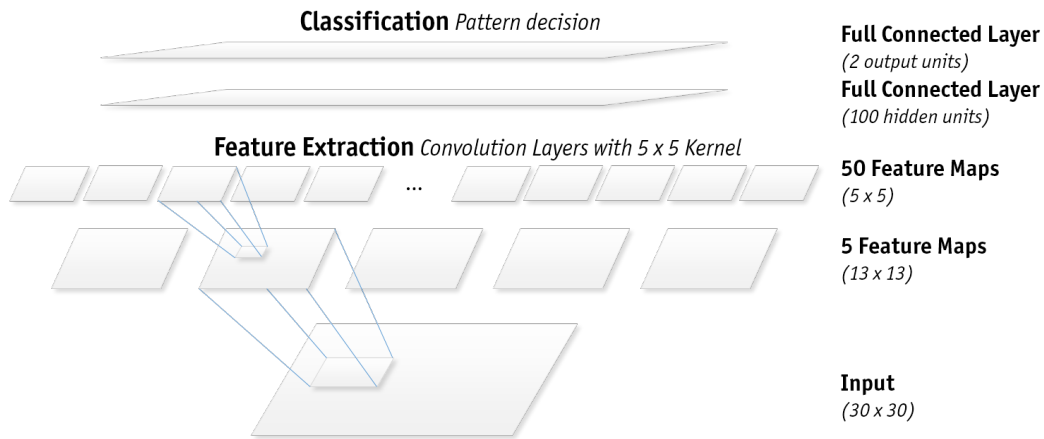 Classification Pattern decision
Full Connected Layer
(2 output units)
Full Connected Layer
(100 hidden units)
Feature Extraction Convolution Layers with 5 x 5 Kernel
...
50 Feature Maps
(5 x 5)
5 Feature Maps
(13 x 13)
Input
(30 x 30)